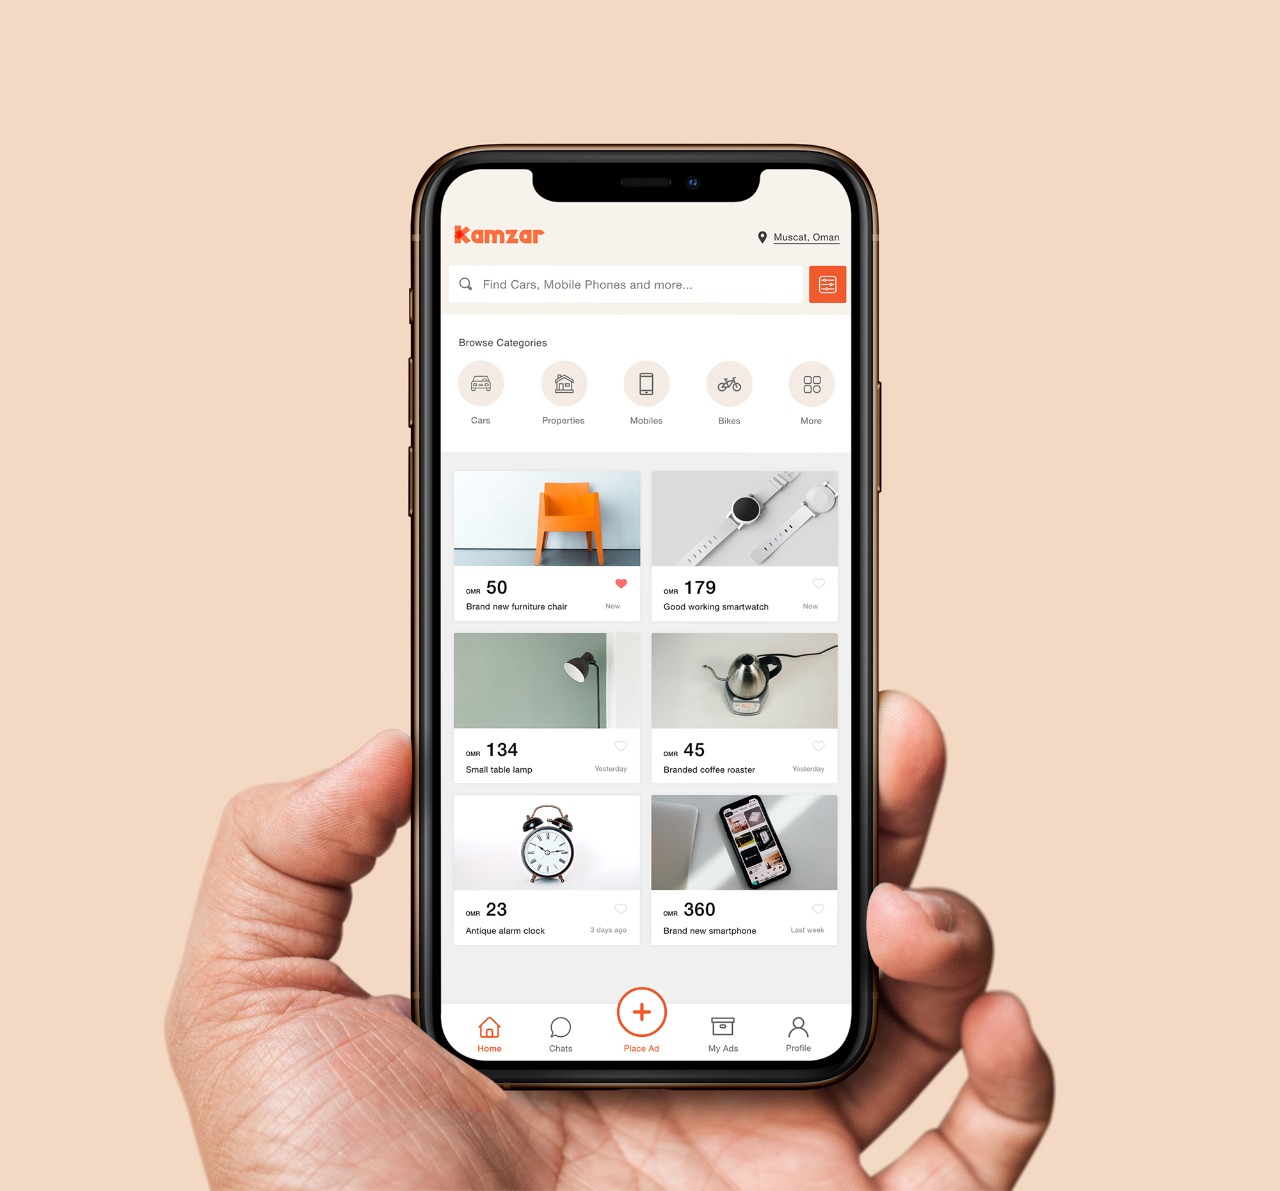 Kamzar
Muscat, Oman
Find Cars, Mobile Phones and more...
Browse Categories
Cars
Properties
Mobiles
Bikes
More
OMR 50
Brand new furniture chair
Now
OMR 179
Good working smartwatch
Now
OMR 134
Small table lamp
Yesterday
OMR 45
Branded coffee roaster
Yesterday
OMR 23
Antique alarm clock
3 days ago
OMR 360
Brand new smartphone
Last week
Home
Chats
Place Ad
My Ads
Profile